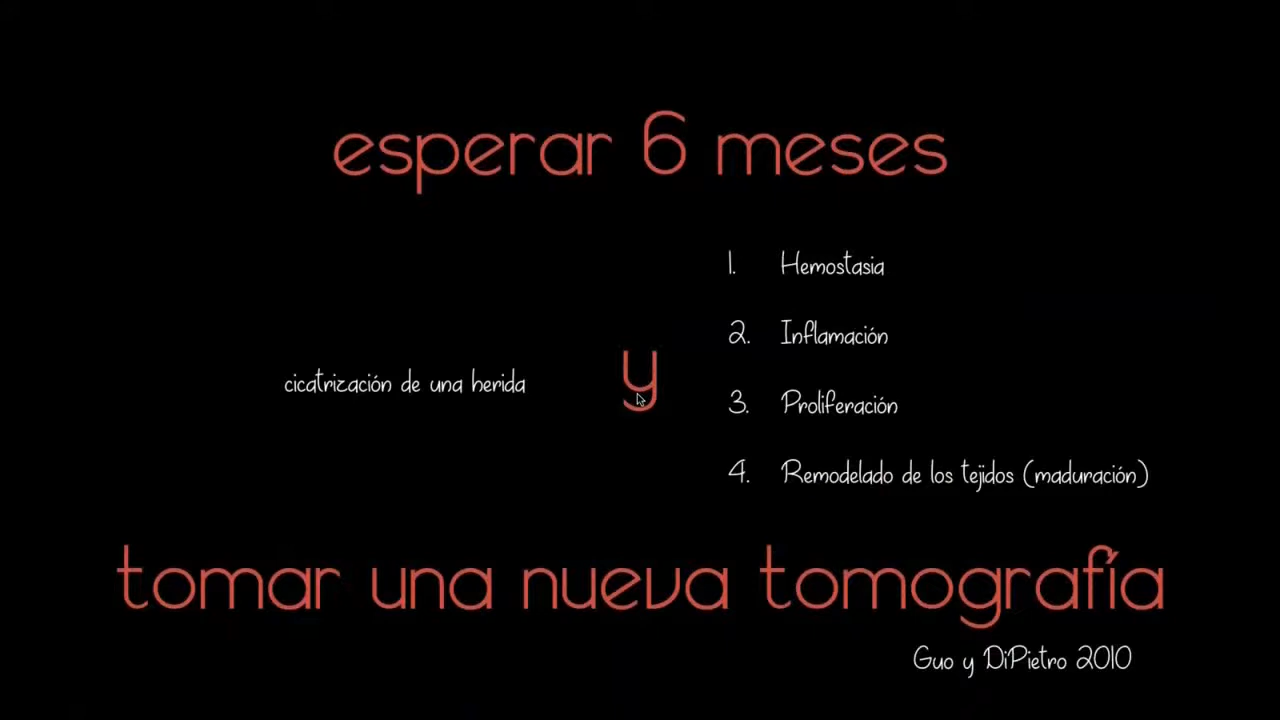 esperar 6 meses
1. Hemostasia
2. Inflamación
cicatrización de una herida
y
3. Proliferación
4. Remodelado de los tejidos (maduración)
tomar una nueva tomografía
Guo y DiPietro 2010